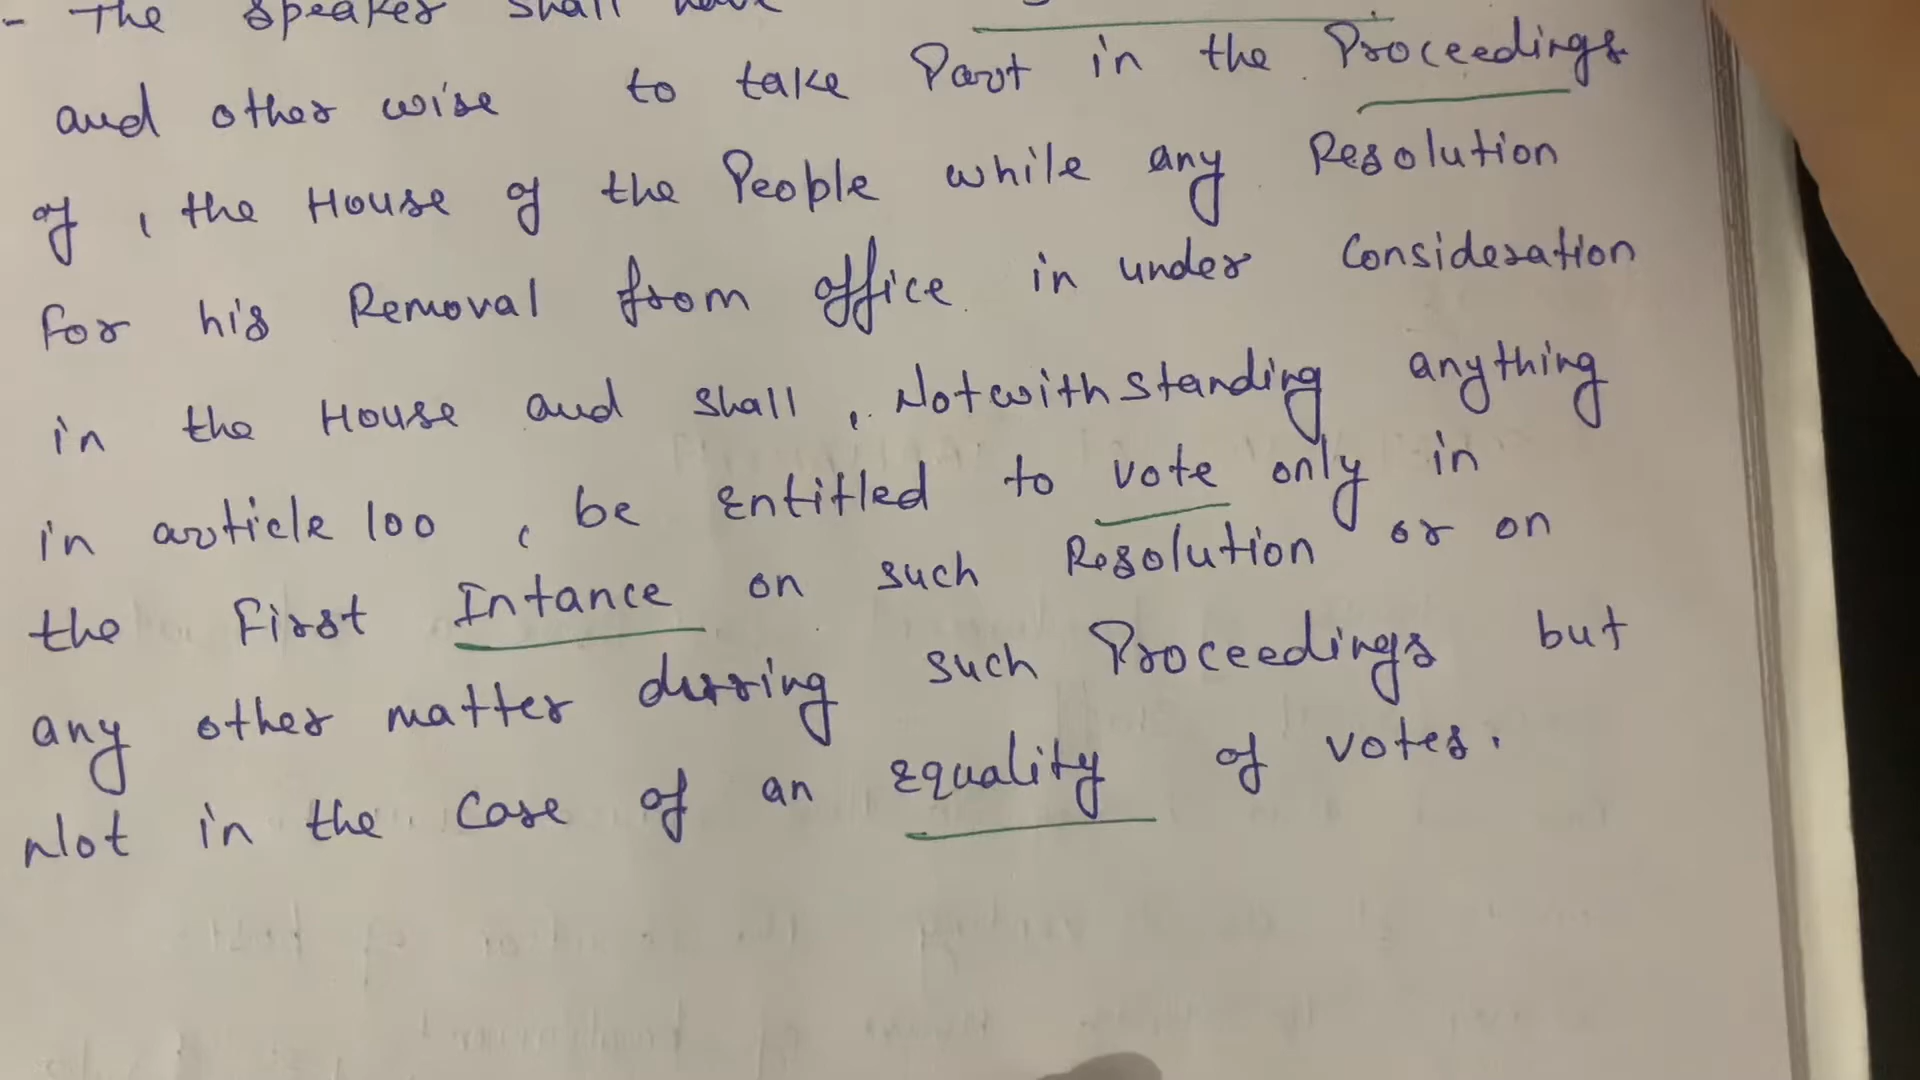 - The Speaker shall have
and other wise to take Part in the Proceedings
of , the House of the People while any Resolution
for his Removal from office in under Consideration
in the House and shall , Notwithstanding anything
in article 100 , be Entitled to vote only in
the First Intance on such Resolution or on
any other matter durring such Proceedings but
Not in the Case of an Equality of votes.